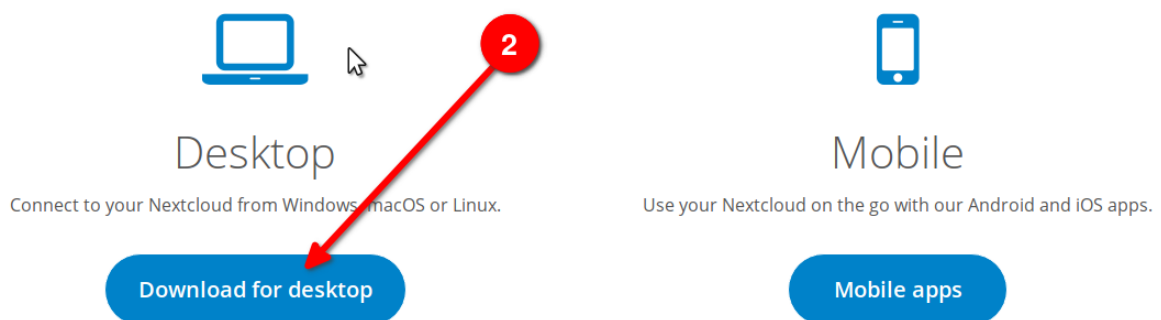 2
Desktop
Connect to your Nextcloud from Windows, macOS or Linux.
Download for desktop
Mobile
Use your Nextcloud on the go with our Android and iOS apps.
Mobile apps